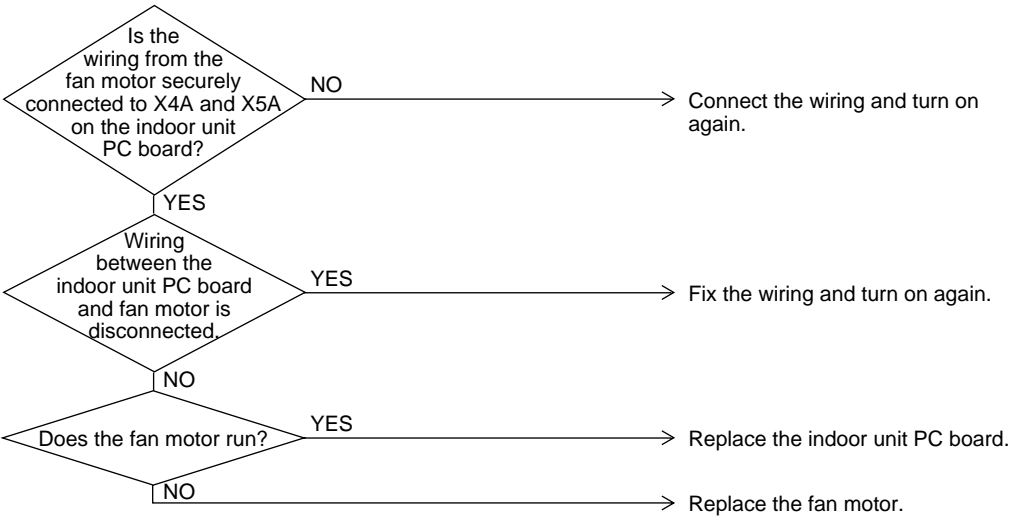 Is the
wiring from the
fan motor securely
connected to X4A and X5A
on the indoor unit
PC board?
NO
Connect the wiring and turn on
again.
YES
Wiring
between the
indoor unit PC board
and fan motor is
disconnected.
YES
Fix the wiring and turn on again.
NO
Does the fan motor run?
YES
Replace the indoor unit PC board.
NO
Replace the fan motor.